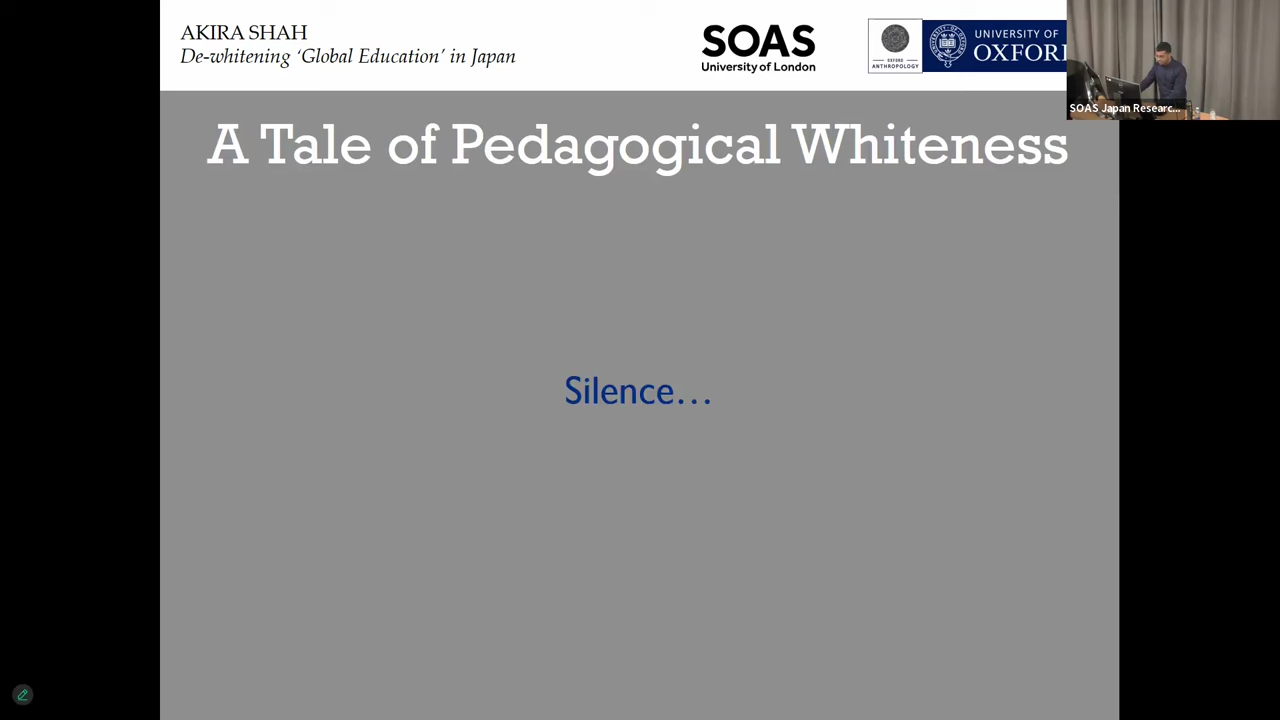 AKIRA SHAH
De-whitening ‘Global Education’ in Japan
SOAS
University of London
OXFORD
ANTHROPOLOGY
UNIVERSITY OF
OXFOR
SOAS Japan Researc...
A Tale of Pedagogical Whiteness
Silence…